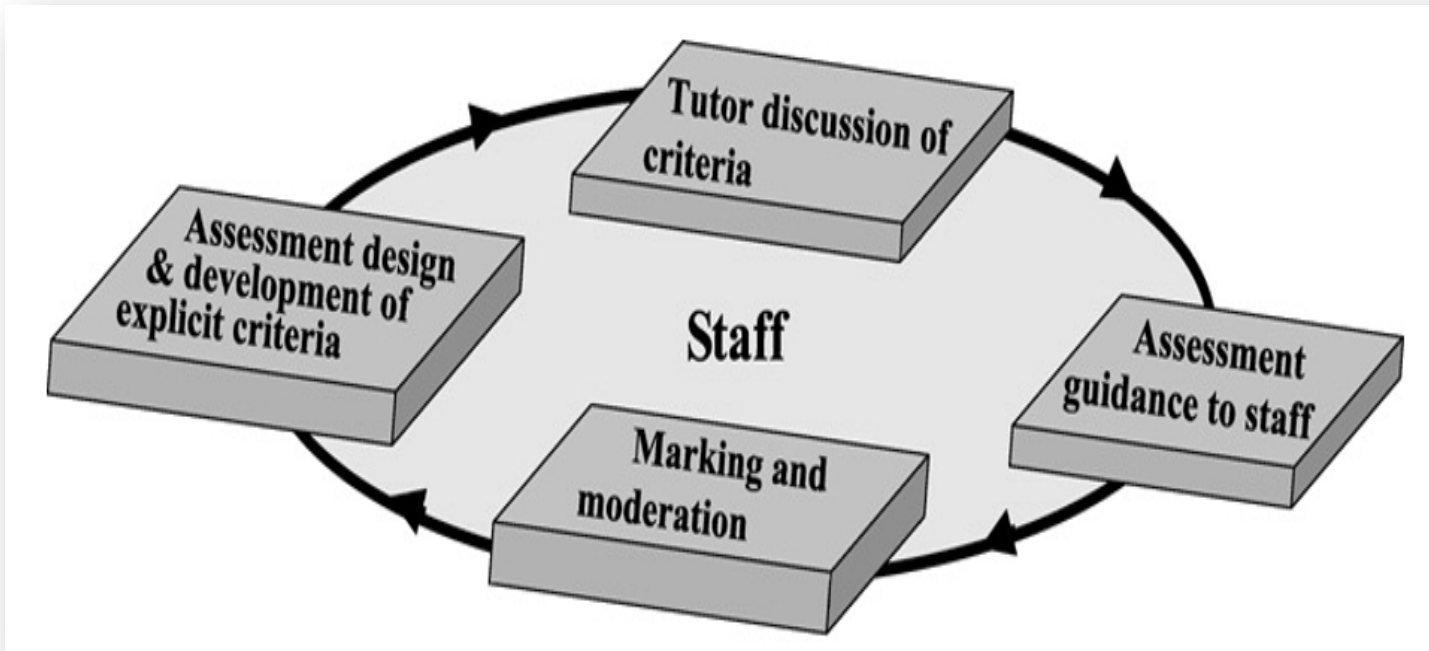 Tutor discussion of
criteria
Assessment design
& development of
explicit criteria
Staff
Assessment
guidance to staff
Marking and
moderation